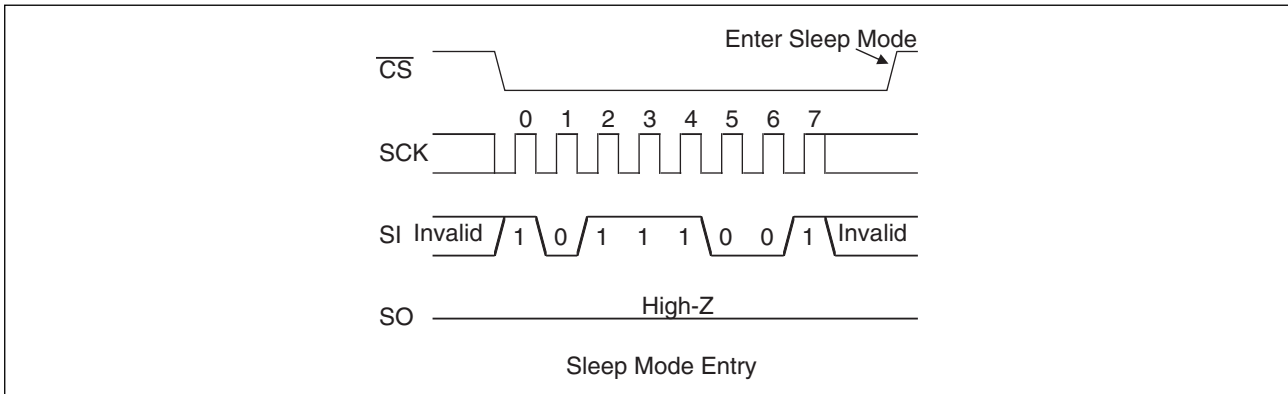 Enter Sleep Mode
CS
0 1 2 3 4 5 6 7
SCK
SI Invalid 1 0 1 1 1 0 0 1 Invalid
High-Z
SO
Sleep Mode Entry